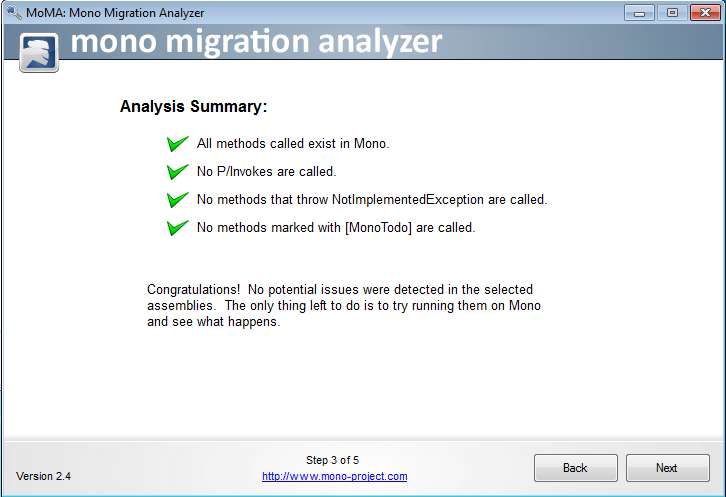 MoMA: Mono Migration Analyzer
mono migration analyzer
Analysis Summary:
All methods called exist in Mono.
No P/Invokes are called.
No methods that throw NotImplementedException are called.
No methods marked with [MonoTodo] are called.
Congratulations!  No potential issues were detected in the selected
assemblies.  The only thing left to do is to try running them on Mono
and see what happens.
Version 2.4
Step 3 of 5
http://www.mono-project.com
Back
Next